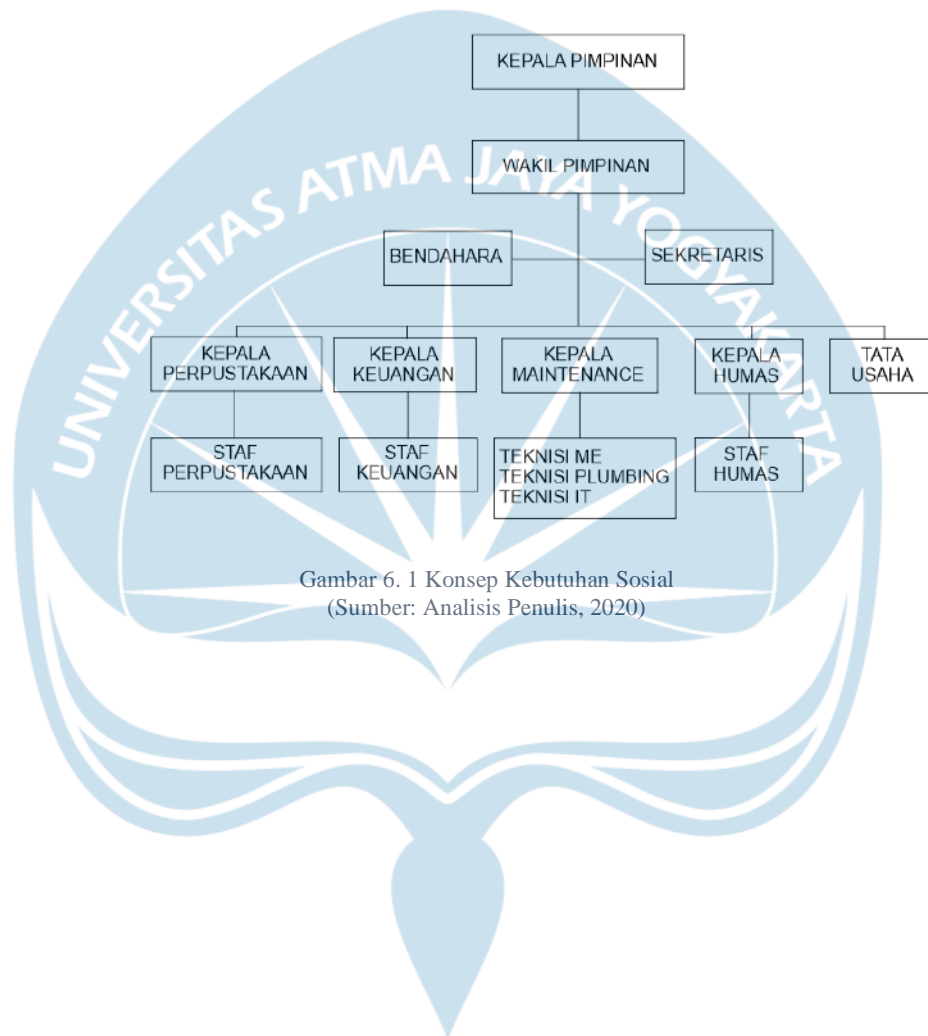 KEPALA PIMPINAN
WAKIL PIMPINAN
UNIVERSITAS ATMA JAYA YOGYAKARTA
BENDAHARA
SEKRETARIS
KEPALA
PERPUSTAKAAN
KEPALA
KEUANGAN
KEPALA
MAINTENANCE
KEPALA
HUMAS
TATA
USAHA
STAF
PERPUSTAKAAN
STAF
KEUANGAN
TEKNISI ME
TEKNISI PLUMBING
TEKNISI IT
STAF
HUMAS
Gambar 6. 1 Konsep Kebutuhan Sosial
(Sumber: Analisis Penulis, 2020)